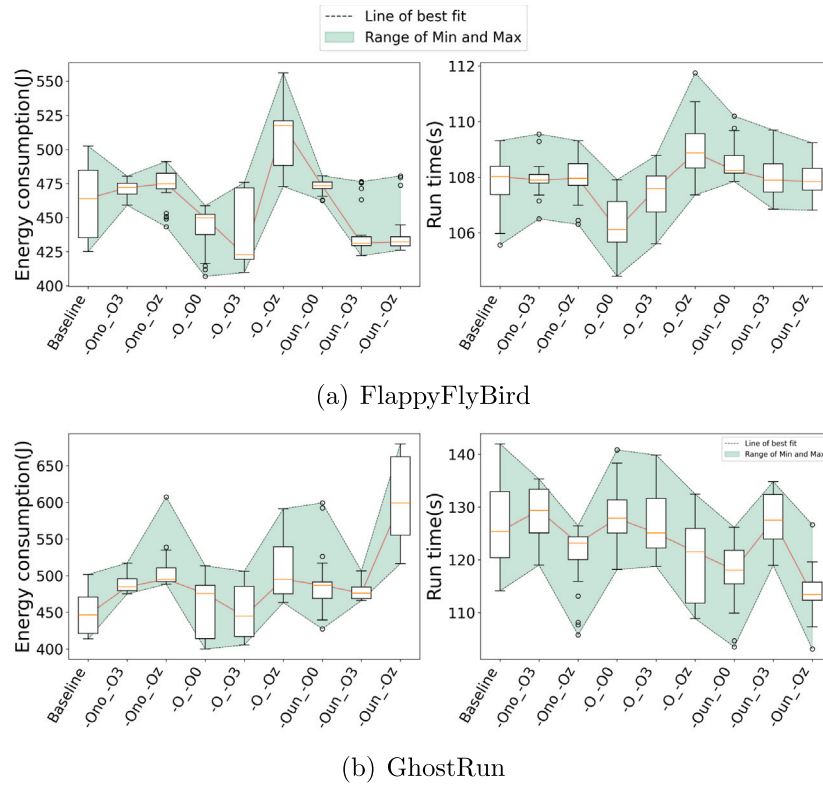 Line of best fit
Range of Min and Max
Energy consumption(J)
550
525
500
475
450
425
400
Baseline
-Ono_-O3
-Ono_-Oz
-O_-O0
-O_-O3
-O_-Oz
-Oun_-O0
-Oun_-O3
-Oun_-Oz
Run time(s)
112
110
108
106
Baseline
-Ono_-O3
-Ono_-Oz
-O_-O0
-O_-O3
-O_-Oz
-Oun_-O0
-Oun_-O3
-Oun_-Oz
(a) FlappyFlyBird
Energy consumption(J)
650
600
550
500
450
400
Baseline
-Ono_-O3
-Ono_-Oz
-O_-O0
-O_-O3
-O_-Oz
-Oun_-O0
-Oun_-O3
-Oun_-Oz
Run time(s)
140
130
120
110
Line of best fit
Range of Min and Max
Baseline
-Ono_-O3
-Ono_-Oz
-O_-O0
-O_-O3
-O_-Oz
-Oun_-O0
-Oun_-O3
-Oun_-Oz
(b) GhostRun